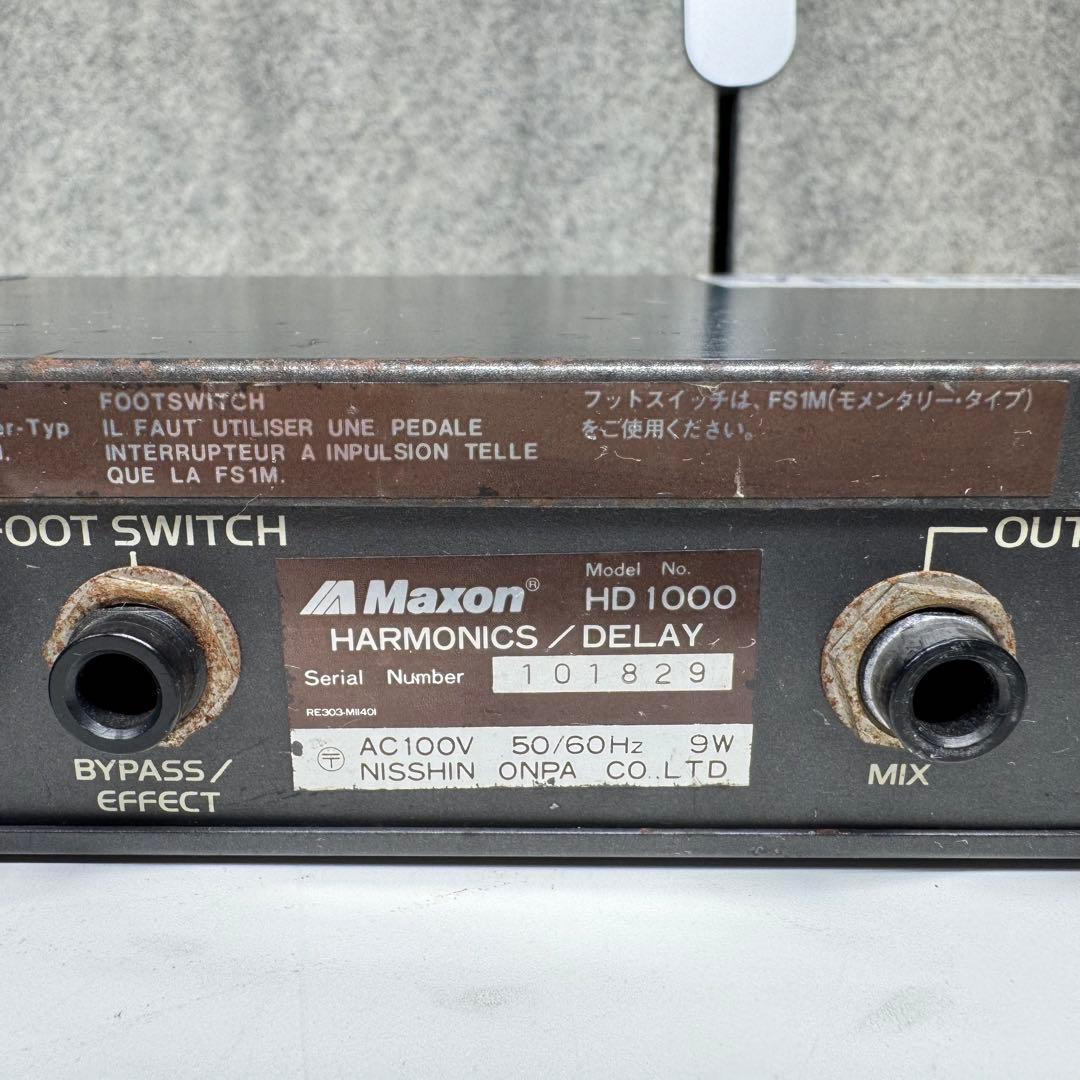 FOOTSWITCH
IL FAUT UTILISER UNE PEDALE
INTERRUPTEUR A INPULSION TELLE
QUE LA FS1M.
er-Typ
フットスイッチは、FS1M(モメンタリー・タイプ)
をご使用ください。
FOOT SWITCH
BYPASS/
EFFECT
Maxon®
Model No.
HD1000
HARMONICS/DELAY
Serial Number 101829
RE303-M11401
〒 AC100V 50/60Hz 9W
NISSHIN ONPA CO.,LTD
OUT
MIX